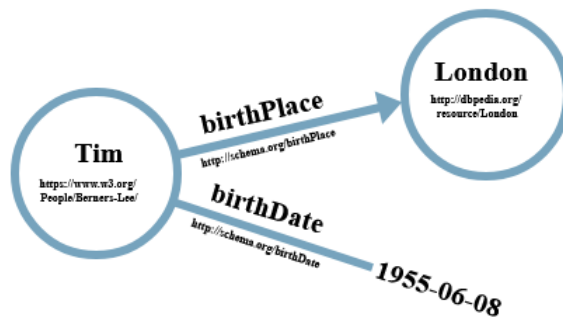 Tim
https://www.w3.org/
People/Berners-Lee/
birthPlace
http://schema.org/birthPlace
London
http://dbpedia.org/
resource/London
birthDate
http://schema.org/birthDate
1955-06-08